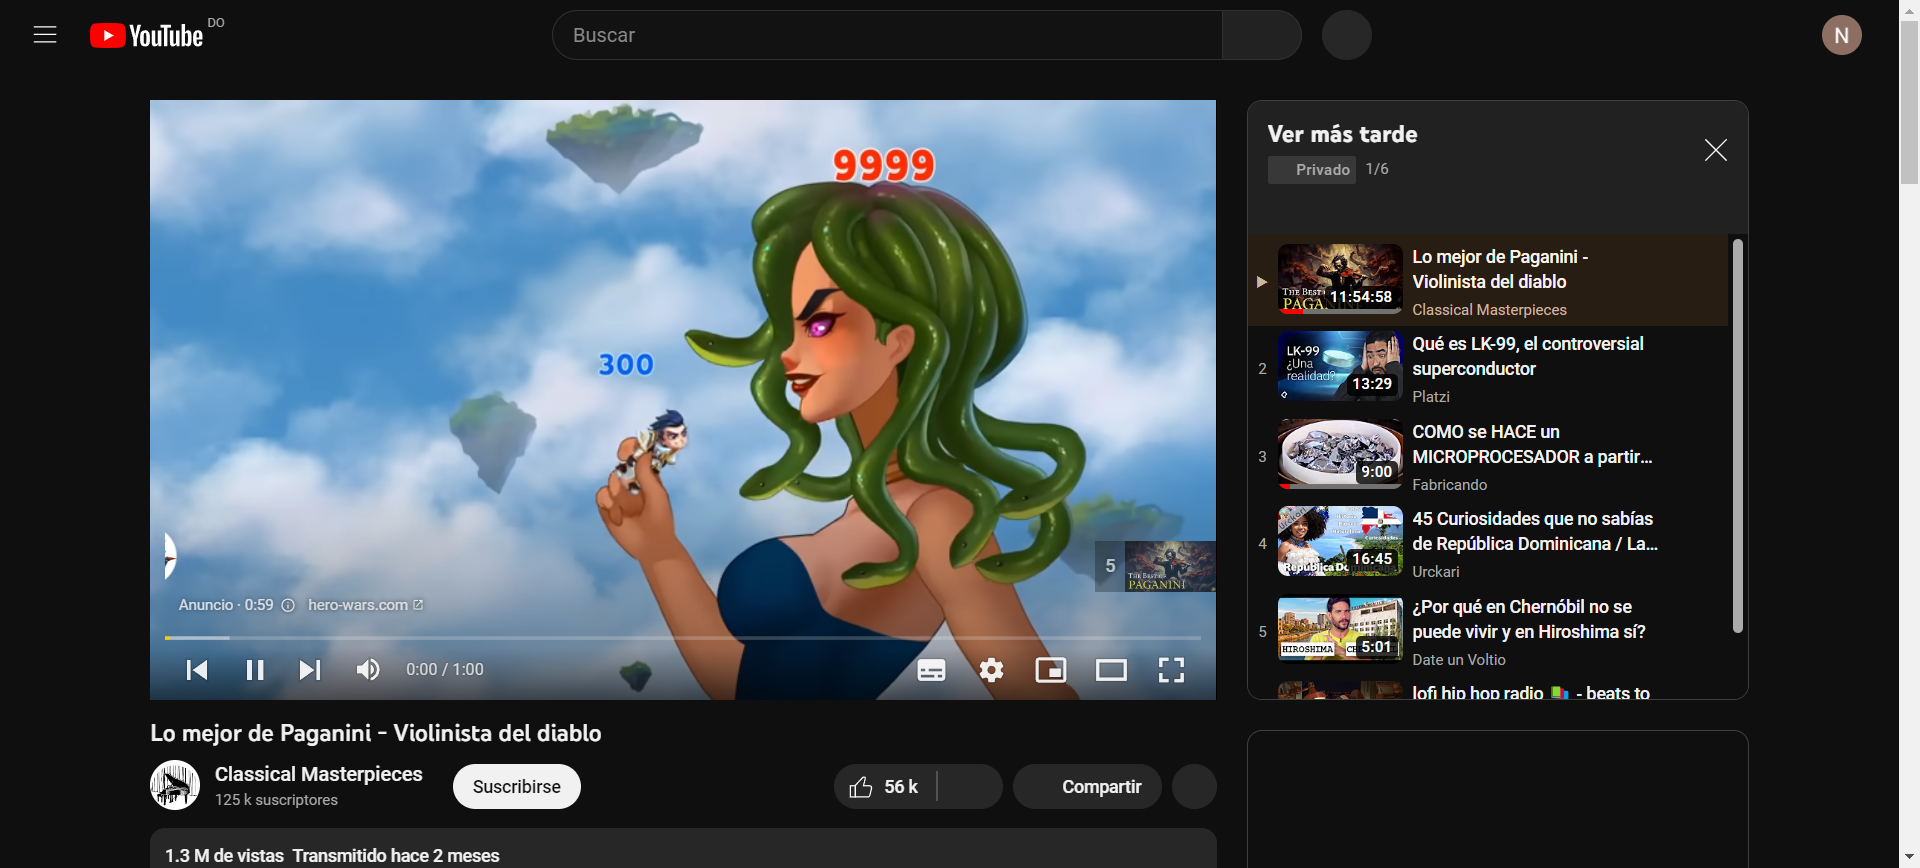 YouTube DO
Buscar
N
9999
300
5
THE BEST OF
PAGANINI
Anuncio · 0:59 hero-wars.com
0:00 / 1:00
Lo mejor de Paganini - Violinista del diablo
Classical Masterpieces
125 k suscriptores
Suscribirse
56 k
Compartir
1.3 M de vistas Transmitido hace 2 meses
Ver más tarde
Privado 1/6
THE BEST
PAGA
11:54:58
Lo mejor de Paganini -
Violinista del diablo
Classical Masterpieces
2
LK-99
¿Una
realidad?
13:29
Qué es LK-99, el controversial
superconductor
Platzi
3
9:00
COMO se HACE un
MICROPROCESADOR a partir...
Fabricando
4
República Do
16:45
45 Curiosidades que no sabías
de República Dominicana / La...
Urckari
5
HIROSHIMA
CHE
5:01
¿Por qué en Chernóbil no se
puede vivir y en Hiroshima sí?
Date un Voltio
lofi hip hop radio 📚 - beats to